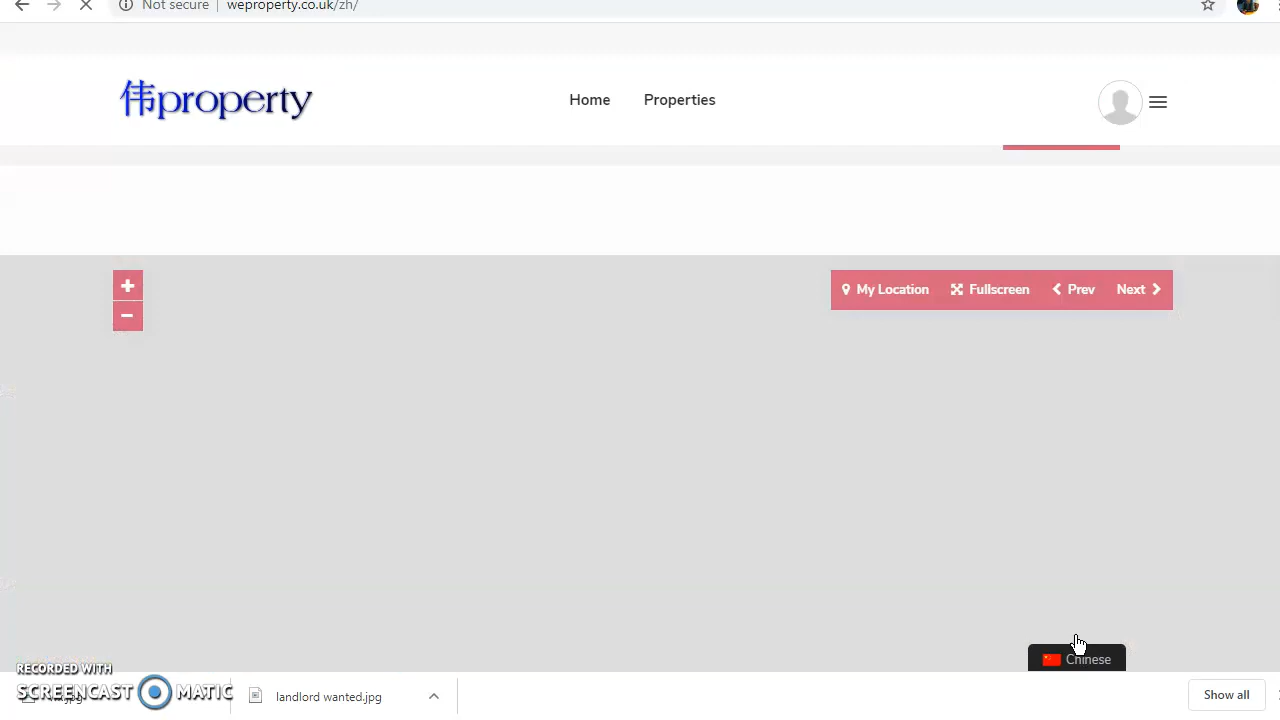 Not secure | weproperty.co.uk/zh/
伟property
Home
Properties
My Location
Fullscreen
Prev
Next
Chinese
RECORDED WITH
SCREENCAST MATIC
landlord wanted.jpg
Show all